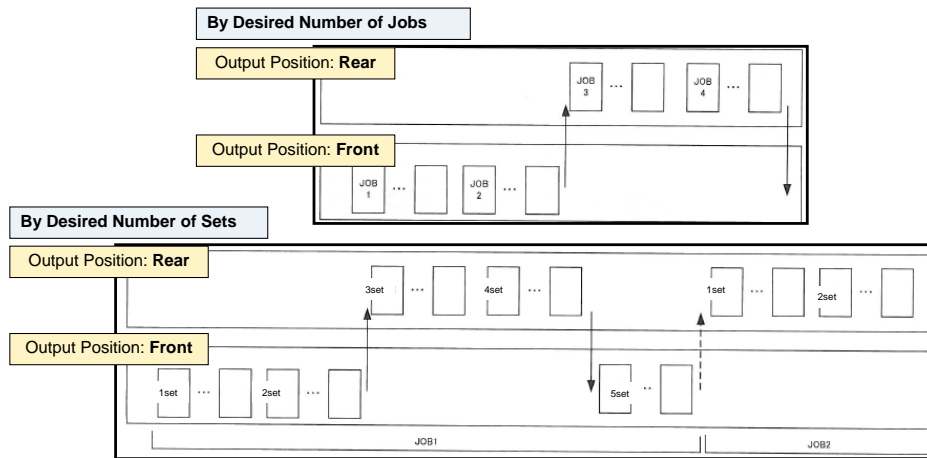 By Desired Number of Jobs
Output Position: Rear
JOB 3
...
JOB 4
...
Output Position: Front
JOB 1
...
JOB 2
...
By Desired Number of Sets
Output Position: Rear
3set
...
4set
...
1set
...
2set
...
Output Position: Front
1set
...
2set
...
5set
..
JOB1
JOB2